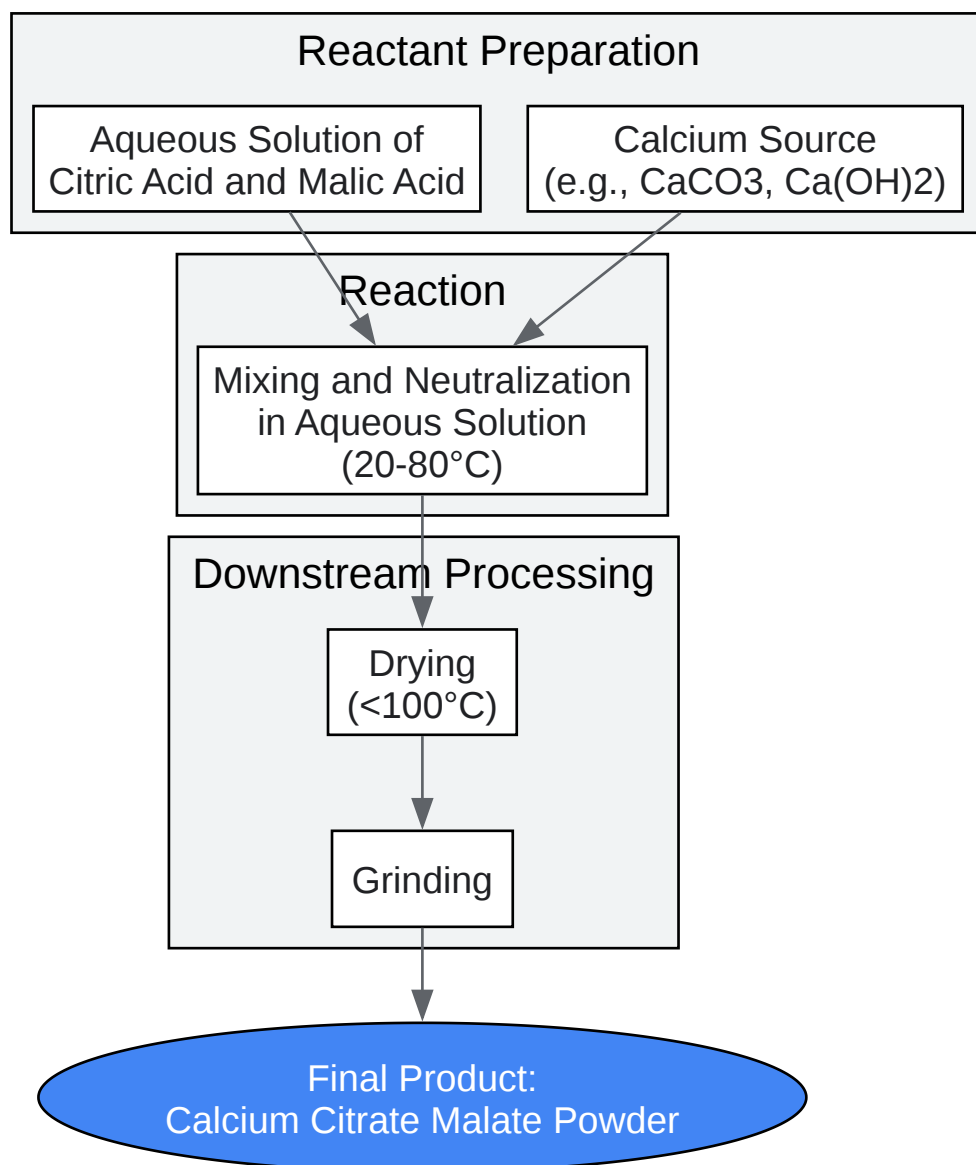 Reactant Preparation
Aqueous Solution of
Citric Acid and Malic Acid
Calcium Source
(e.g., CaCO3, Ca(OH)2)
Reaction
Mixing and Neutralization
in Aqueous Solution
(20-80°C)
Downstream Processing
Drying
(<100°C)
Grinding
Final Product:
Calcium Citrate Malate Powder